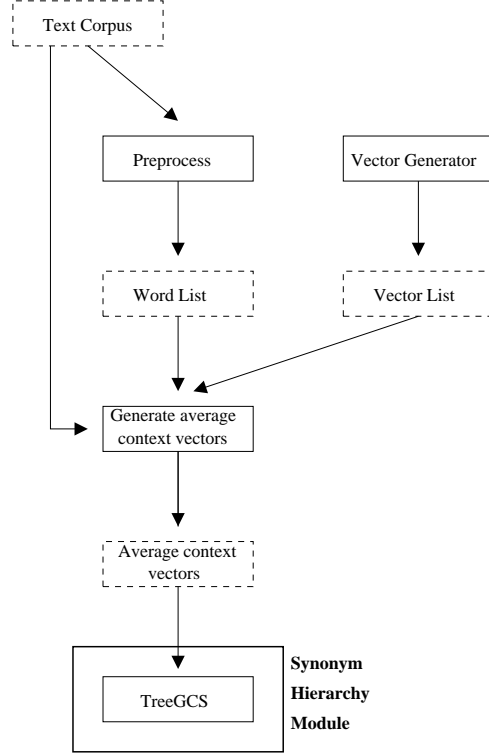 Text Corpus
Preprocess
Vector Generator
Word List
Vector List
Generate average
context vectors
Average context
vectors
Synonym
Hierarchy
Module
TreeGCS